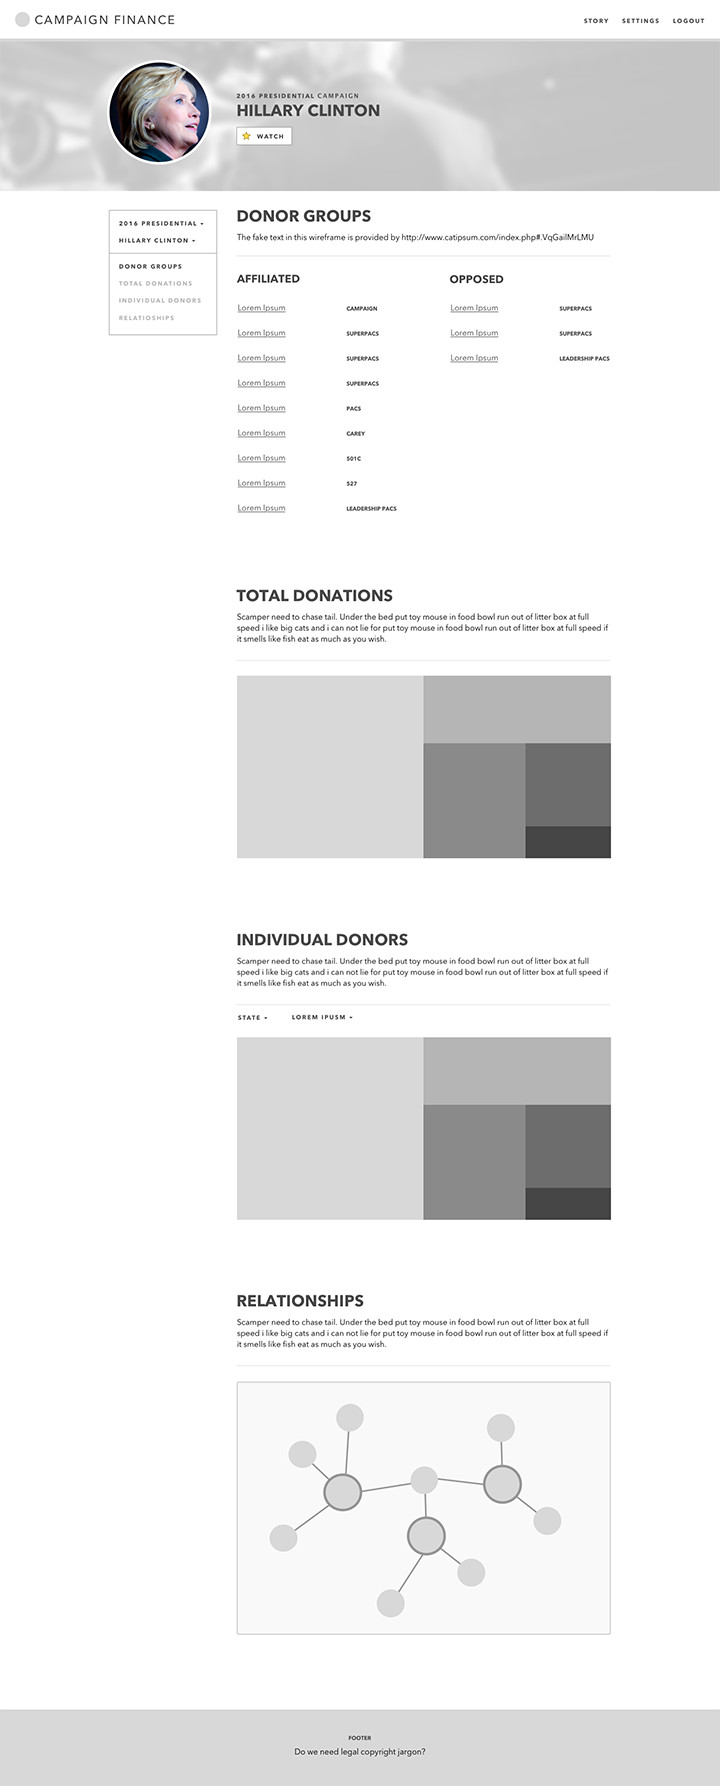 CAMPAIGN FINANCE
STORY SETTINGS LOGOUT
2016 PRESIDENTIAL CAMPAIGN
HILLARY CLINTON
WATCH
2016 PRESIDENTIAL
HILLARY CLINTON
DONOR GROUPS
TOTAL DONATIONS
INDIVIDUAL DONORS
RELATIOSHIPS
DONOR GROUPS
The fake text in this wireframe is provided by http://www.catipsum.com/index.php#.VqGailMrLMU
AFFILIATED
Lorem Ipsum CAMPAIGN
Lorem Ipsum SUPERPACS
Lorem Ipsum SUPERPACS
Lorem Ipsum SUPERPACS
Lorem Ipsum PACS
Lorem Ipsum CAREY
Lorem Ipsum 501C
Lorem Ipsum 527
Lorem Ipsum LEADERSHIP PACS
OPPOSED
Lorem Ipsum SUPERPACS
Lorem Ipsum SUPERPACS
Lorem Ipsum LEADERSHIP PACS
TOTAL DONATIONS
Scamper need to chase tail. Under the bed put toy mouse in food bowl run out of litter box at full
speed i like big cats and i can not lie for put toy mouse in food bowl run out of litter box at full speed if
it smells like fish eat as much as you wish.
INDIVIDUAL DONORS
Scamper need to chase tail. Under the bed put toy mouse in food bowl run out of litter box at full
speed i like big cats and i can not lie for put toy mouse in food bowl run out of litter box at full speed if
it smells like fish eat as much as you wish.
STATE LOREM IPUSM
RELATIONSHIPS
Scamper need to chase tail. Under the bed put toy mouse in food bowl run out of litter box at full
speed i like big cats and i can not lie for put toy mouse in food bowl run out of litter box at full speed if
it smells like fish eat as much as you wish.
FOOTER
Do we need legal copyright jargon?